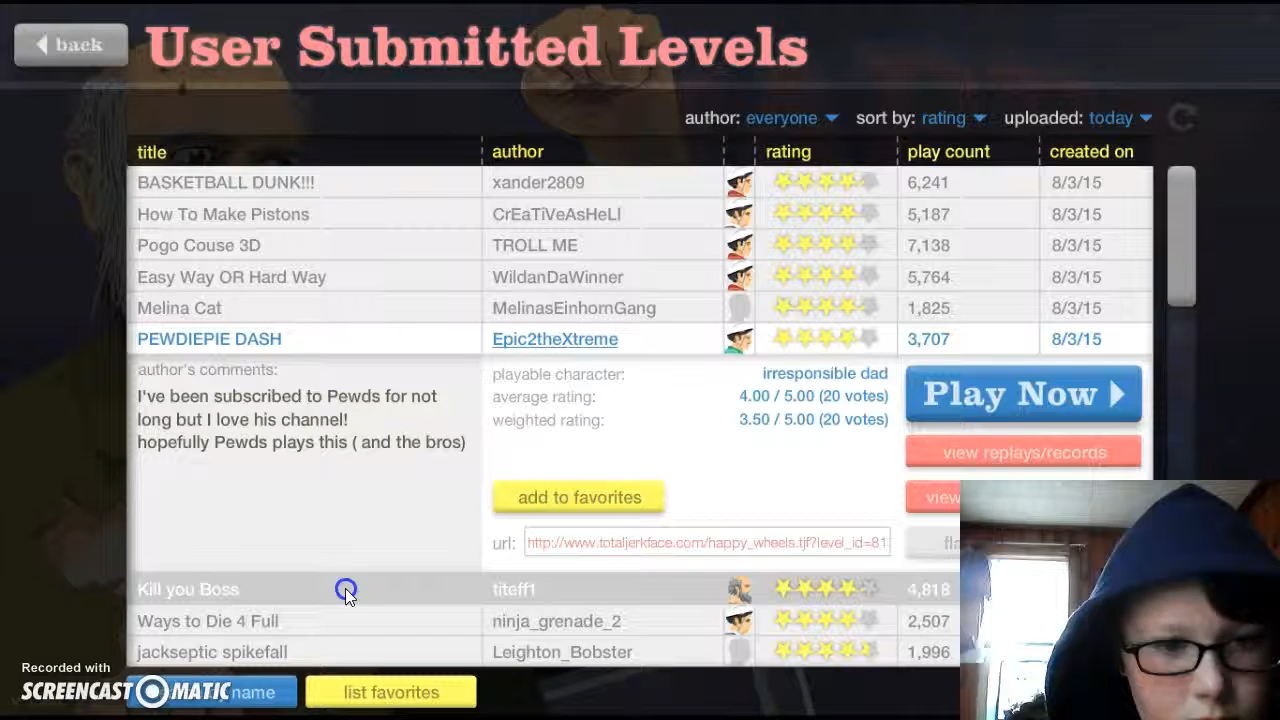 back
User Submitted Levels
author: everyone sort by: rating uploaded: today
title author rating play count created on
BASKETBALL DUNK!!! xander2809 6,241 8/3/15
How To Make Pistons CrEaTiVeAsHeLl 5,187 8/3/15
Pogo Couse 3D TROLL ME 7,138 8/3/15
Easy Way OR Hard Way WildanDaWinner 5,764 8/3/15
Melina Cat MelinasEinhornGang 1,825 8/3/15
PEWDIEPIE DASH Epic2theXtreme 3,707 8/3/15
author's comments:
I've been subscribed to Pewds for not
long but I love his channel!
hopefully Pewds plays this ( and the bros)
playable character: irresponsible dad
average rating: 4.00 / 5.00 (20 votes)
weighted rating: 3.50 / 5.00 (20 votes)
Play Now
view replays/records
add to favorites
view
url: http://www.totaljerkface.com/happy_wheels.tjf?level_id=81
Kill you Boss titeff1 4,818
Ways to Die 4 Full ninja_grenade_2 2,507
jackseptic spikefall Leighton_Bobster 1,996
Recorded with
SCREENCAST MATIC
name
list favorites